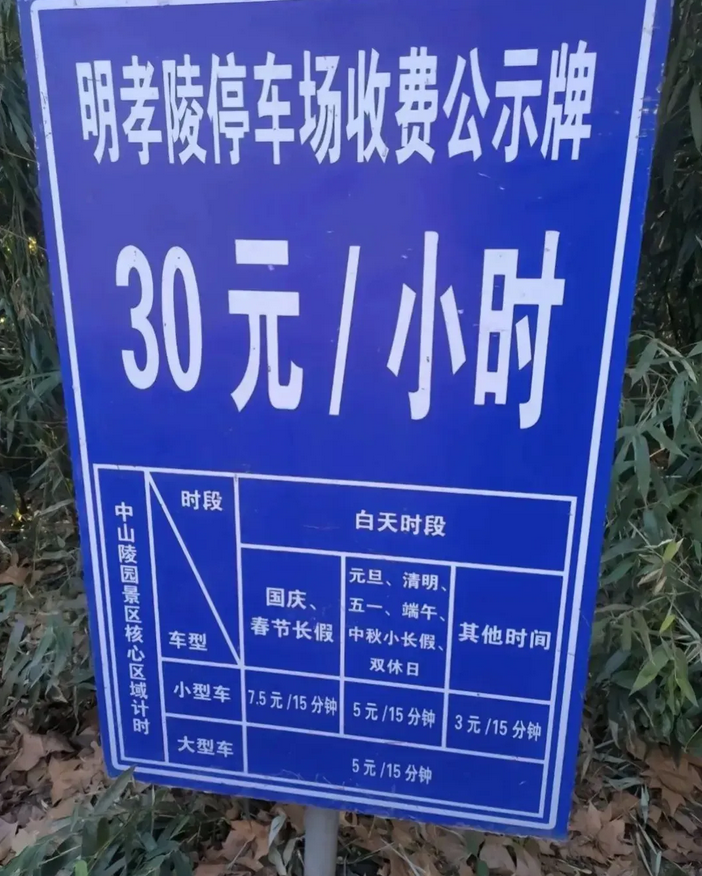 明孝陵停车场收费公示牌
30元/小时
中山陵园景区核心区域计时
时段
车型
白天时段
国庆、
春节长假
元旦、清明、
五一、端午、
中秋小长假、
双休日
其他时间
小型车
7.5元/15分钟
5元/15分钟
3元/15分钟
大型车
5元/15分钟